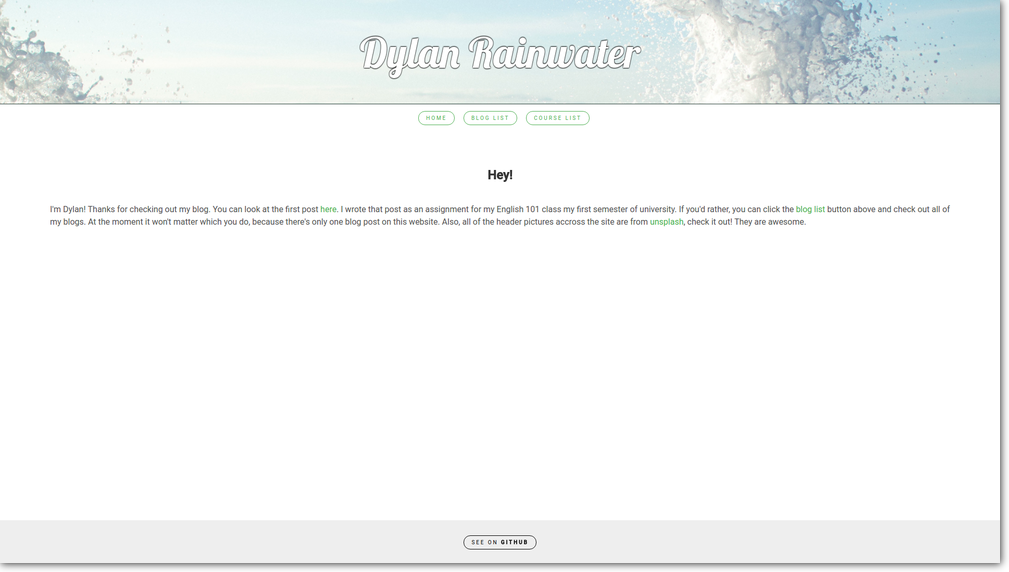 Dylan Rainwater
HOME BLOG LIST COURSE LIST
Hey!
I'm Dylan! Thanks for checking out my blog. You can look at the first post here. I wrote that post as an assignment for my English 101 class my first semester of university. If you'd rather, you can click the blog list button above and check out all of
my blogs. At the moment it won't matter which you do, because there's only one blog post on this website. Also, all of the header pictures accross the site are from unsplash, check it out! They are awesome.
SEE ON GITHUB